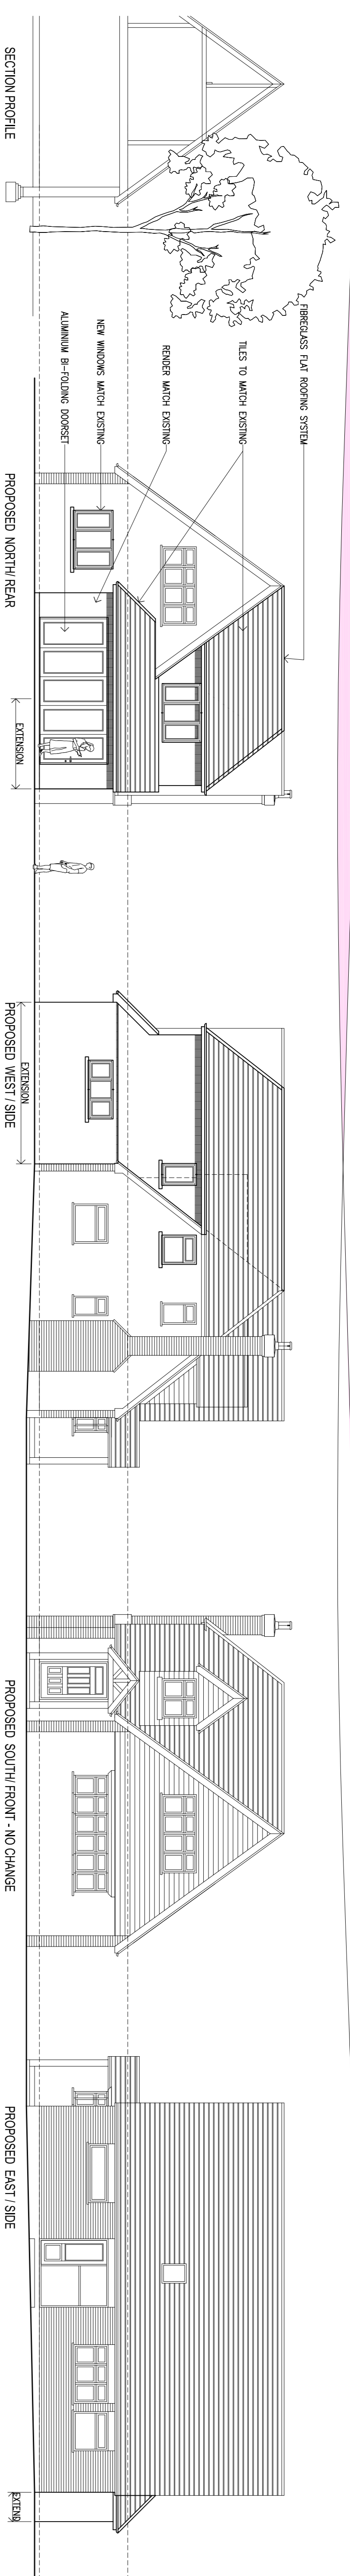 SECTION PROFILE
FIBREGLASS FLAT ROOFING SYSTEM
TILES TO MATCH EXISTING
RENDER MATCH EXISTING
NEW WINDOWS MATCH EXISTING
ALUMINIUM BI-FOLDING DOORSET
EXTENSION
PROPOSED NORTH/ REAR
EXTENSION
PROPOSED WEST / SIDE
PROPOSED SOUTH/ FRONT - NO CHANGE
EXTEND
PROPOSED EAST / SIDE